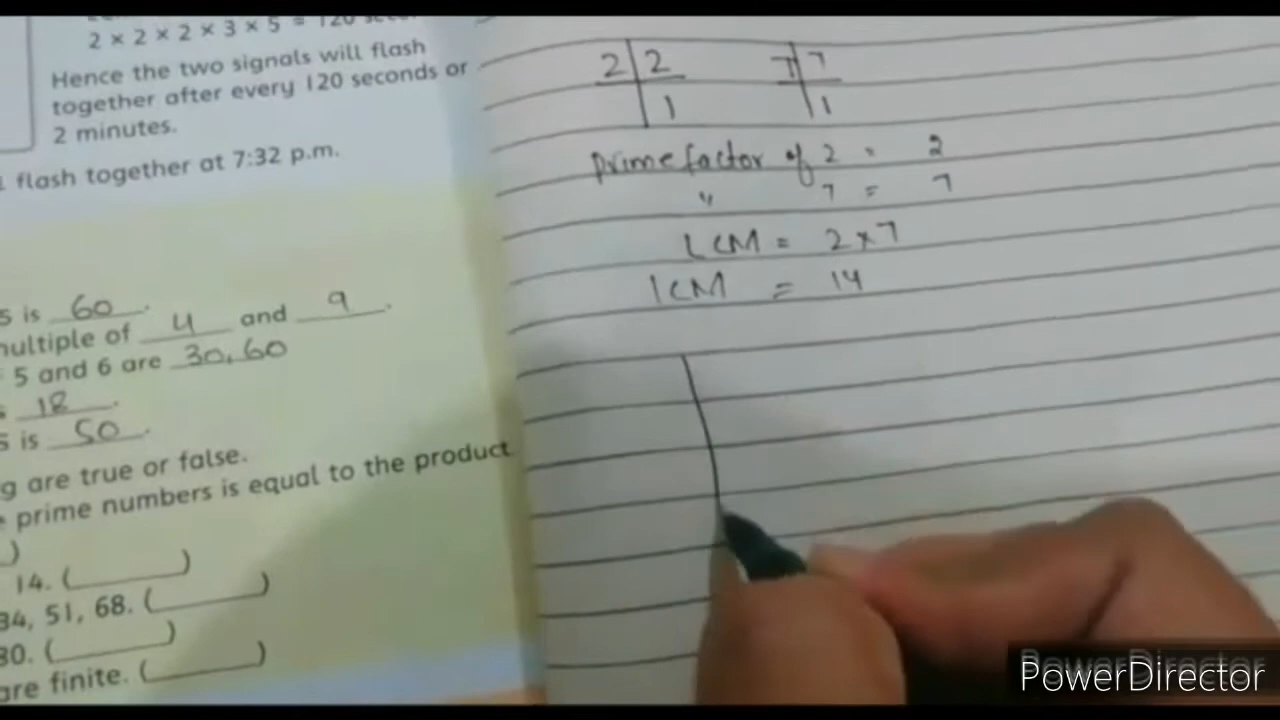 2 × 2 × 2 × 3 × 5 = 120
Hence the two signals will flash
together after every 120 seconds or
2 minutes.
flash together at 7:32 p.m.
5 is 60.
multiple of 4 and 9.
5 and 6 are 30,60
18.
5 is 50.
g are true or false.
prime numbers is equal to the product
)
14. (________)
34, 51, 68. (________)
30. (________)
are finite. (________)
2 2 7 7
1 1
prime factor of 2 = 2
" 7 = 7
LCM = 2 × 7
LCM = 14
PowerDirector